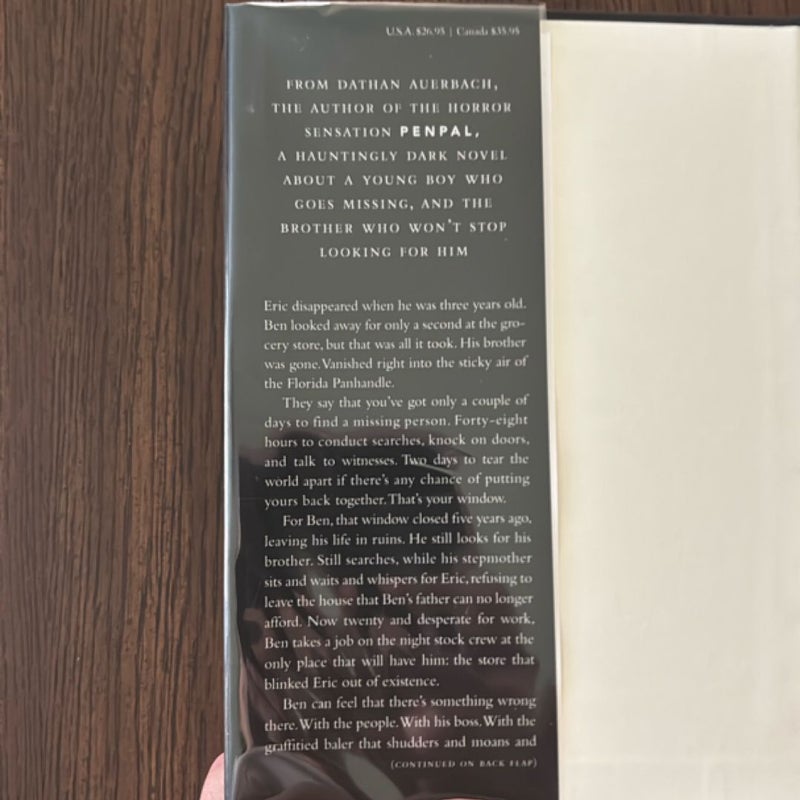 U.S.A. $26.95 | Canada $35.95
FROM DATHAN AUERBACH,
THE AUTHOR OF THE HORROR
SENSATION PENPAL,
A HAUNTINGLY DARK NOVEL
ABOUT A YOUNG BOY WHO
GOES MISSING, AND THE
BROTHER WHO WON'T STOP
LOOKING FOR HIM
Eric disappeared when he was three years old.
Ben looked away for only a second at the gro-
cery store, but that was all it took. His brother
was gone. Vanished right into the sticky air of
the Florida Panhandle.
They say that you've got only a couple of
days to find a missing person. Forty-eight
hours to conduct searches, knock on doors,
and talk to witnesses. Two days to tear the
world apart if there's any chance of putting
yours back together. That's your window.
For Ben, that window closed five years ago,
leaving his life in ruins. He still looks for his
brother. Still searches, while his stepmother
sits and waits and whispers for Eric, refusing to
leave the house that Ben's father can no longer
afford. Now twenty and desperate for work,
Ben takes a job on the night stock crew at the
only place that will have him: the store that
blinked Eric out of existence.
Ben can feel that there's something wrong
there. With the people. With his boss. With the
graffitied baler that shudders and moans and
(CONTINUED ON BACK FLAP)